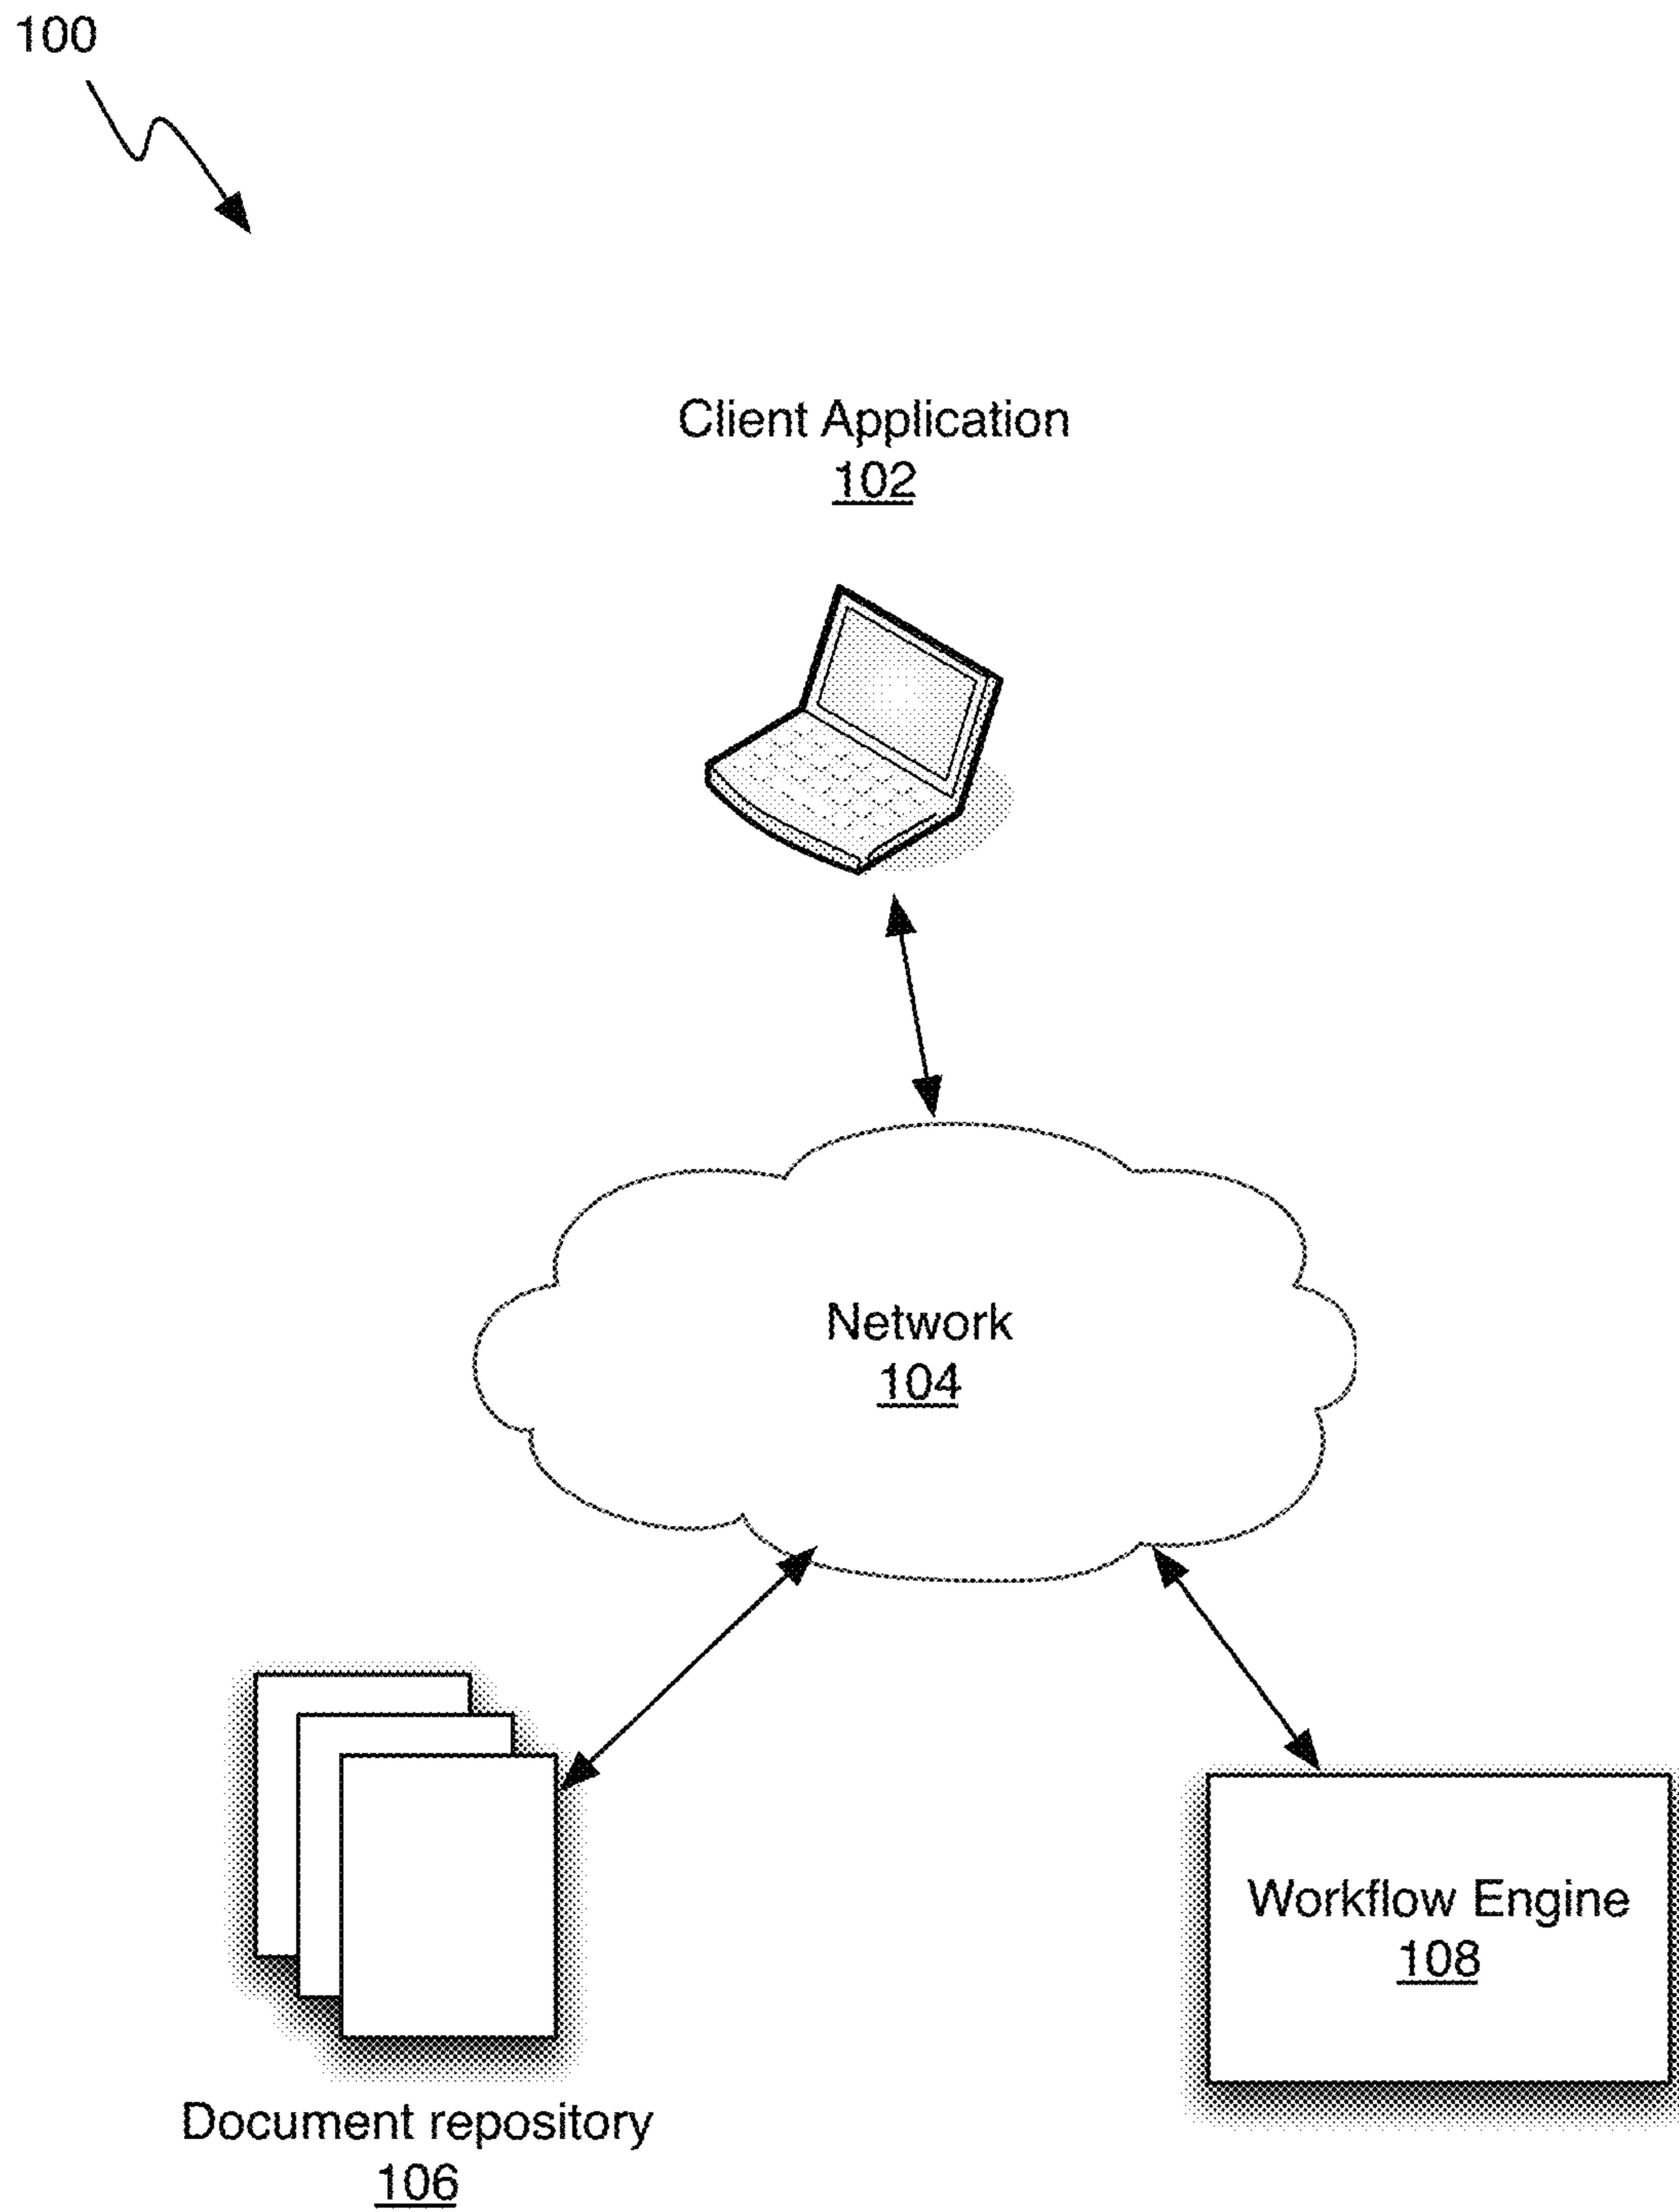 100
Client Application
102
Network
104
Workflow Engine
108
Document repository
106